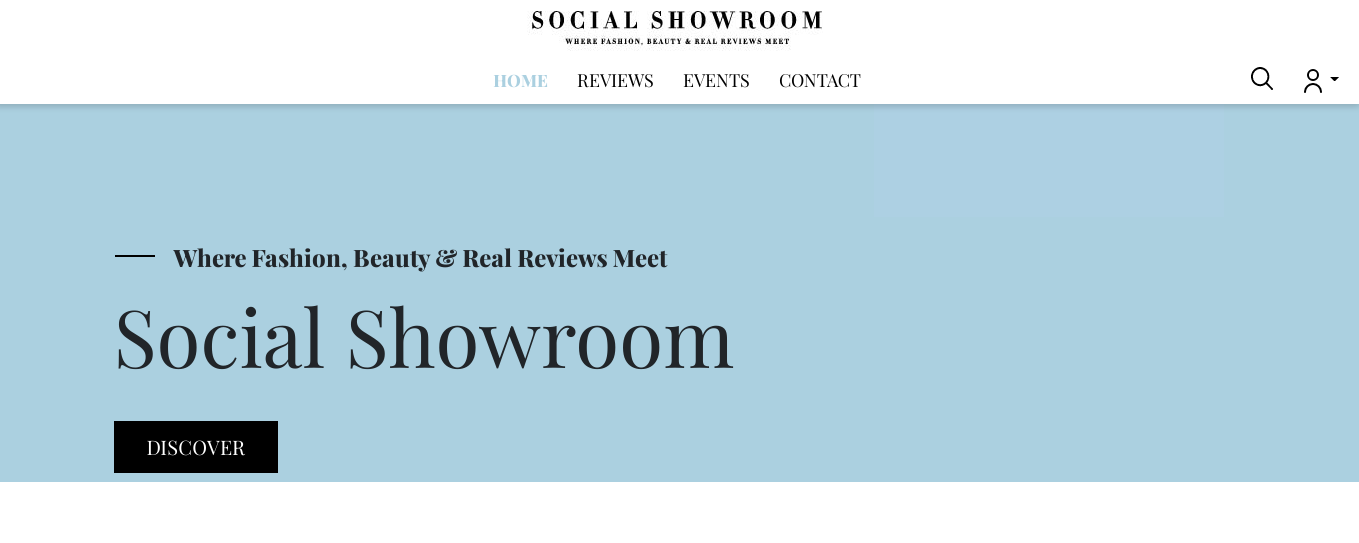 SOCIAL SHOWROOM
WHERE FASHION, BEAUTY & REAL REVIEWS MEET
HOME REVIEWS EVENTS CONTACT
Where Fashion, Beauty & Real Reviews Meet
Social Showroom
DISCOVER